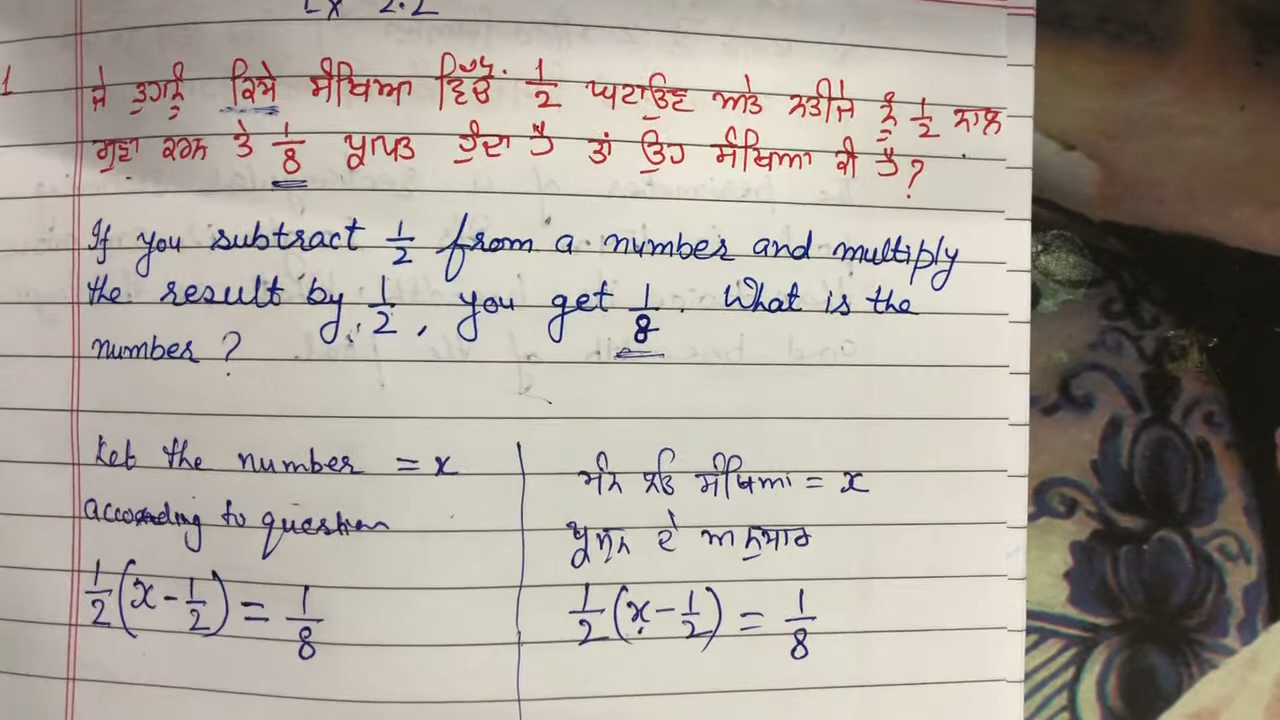 Ex 2.2
1 ਜੇ ਤੁਹਾਨੂੰ ਕਿਸੇ ਸੰਖਿਆ ਵਿੱਚੋਂ 1/2 ਘਟਾਉਣ ਅਤੇ ਨਤੀਜੇ ਨੂੰ 1/2 ਨਾਲ
ਗੁਣਾ ਕਰਨ ਤੇ 1/8 ਪ੍ਰਾਪਤ ਹੁੰਦਾ ਹੈ ਤਾਂ ਉਹ ਸੰਖਿਆ ਕੀ ਹੈ?
If you subtract 1/2 from a number and multiply
the result by 1/2, you get 1/8. What is the
number?
Let the number = x
according to question
1/2(x - 1/2) = 1/8
ਮੰਨ ਲਓ ਸੰਖਿਆ = x
ਪ੍ਰਸ਼ਨ ਦੇ ਅਨੁਸਾਰ
1/2(x - 1/2) = 1/8